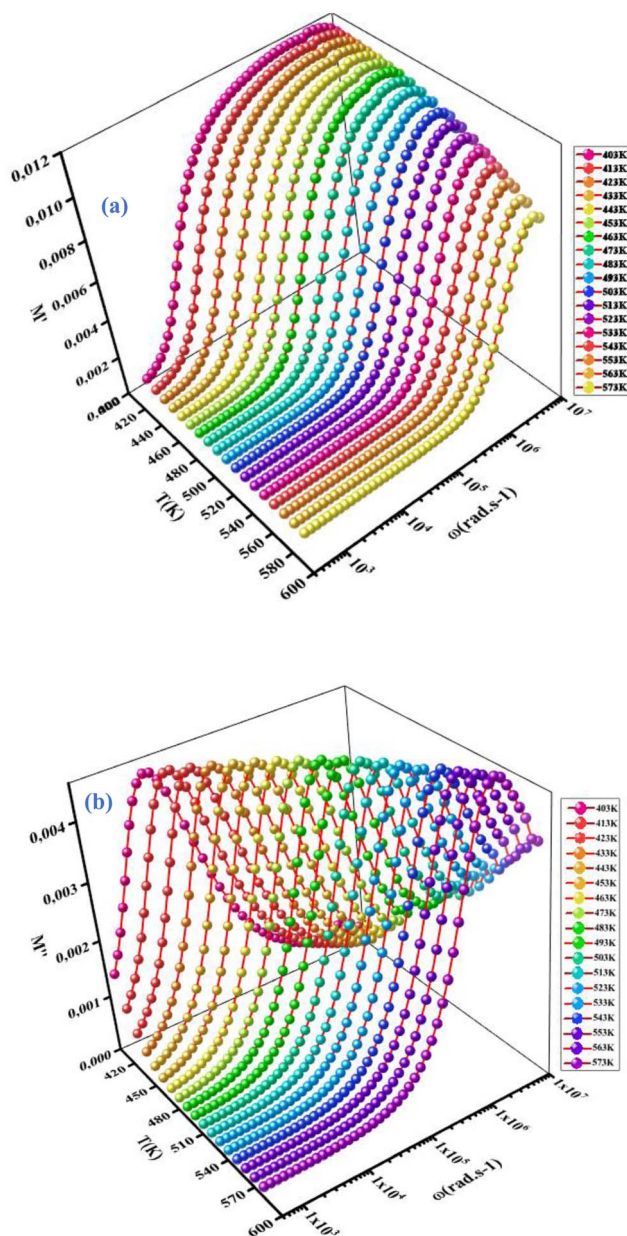 (a)
M'
0,012
0,010
0,008
0,006
0,004
0,002
420
440
460
480
500
520
540
560
580
600
T(K)
10³
10⁴
10⁵
10⁶
10⁷
ω(rad.s-1)
403K
413K
423K
433K
443K
453K
463K
473K
483K
493K
503K
513K
523K
533K
543K
553K
563K
573K
(b)
M''
0,004
0,003
0,002
0,001
0,000
420
450
480
510
540
570
600
T(K)
1x10³
1x10⁴
1x10⁵
1x10⁶
1x10⁷
ω(rad.s-1)
403K
413K
423K
433K
443K
453K
463K
473K
483K
493K
503K
513K
523K
533K
543K
553K
563K
573K